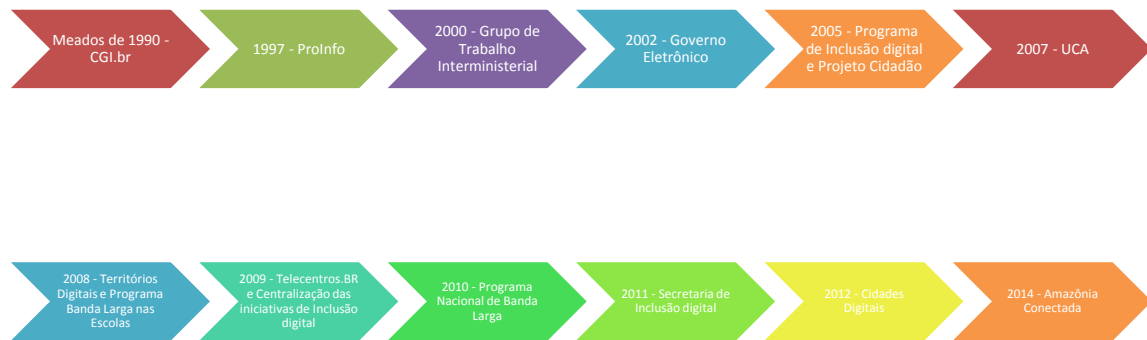 Meados de 1990 -
CGI.br
1997 - ProInfo
2000 - Grupo de
Trabalho
Interministerial
2002 - Governo
Eletrônico
2005 - Programa
de Inclusão digital
e Projeto Cidadão
2007 - UCA
2008 - Territórios
Digitais e Programa
Banda Larga nas
Escolas
2009 - Telecentros.BR
e Centralização das
iniciativas de Inclusão
digital
2010 - Programa
Nacional de Banda
Larga
2011 - Secretaria de
Inclusão digital
2012 - Cidades
Digitais
2014 - Amazônia
Conectada